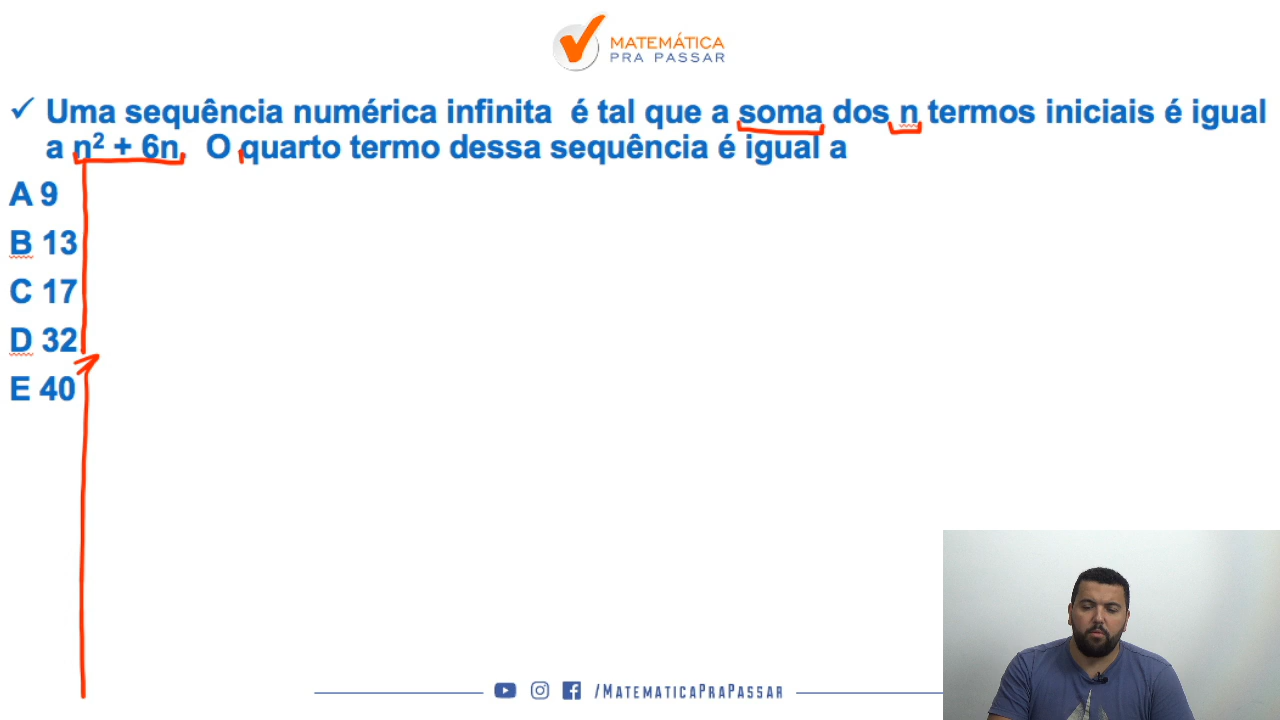 MATEMÁTICA
PRA PASSAR
✓ Uma sequência numérica infinita é tal que a soma dos n termos iniciais é igual
a n² + 6n. O quarto termo dessa sequência é igual a
A 9
B 13
C 17
D 32
E 40
/MATEMATICAPRAPASSAR